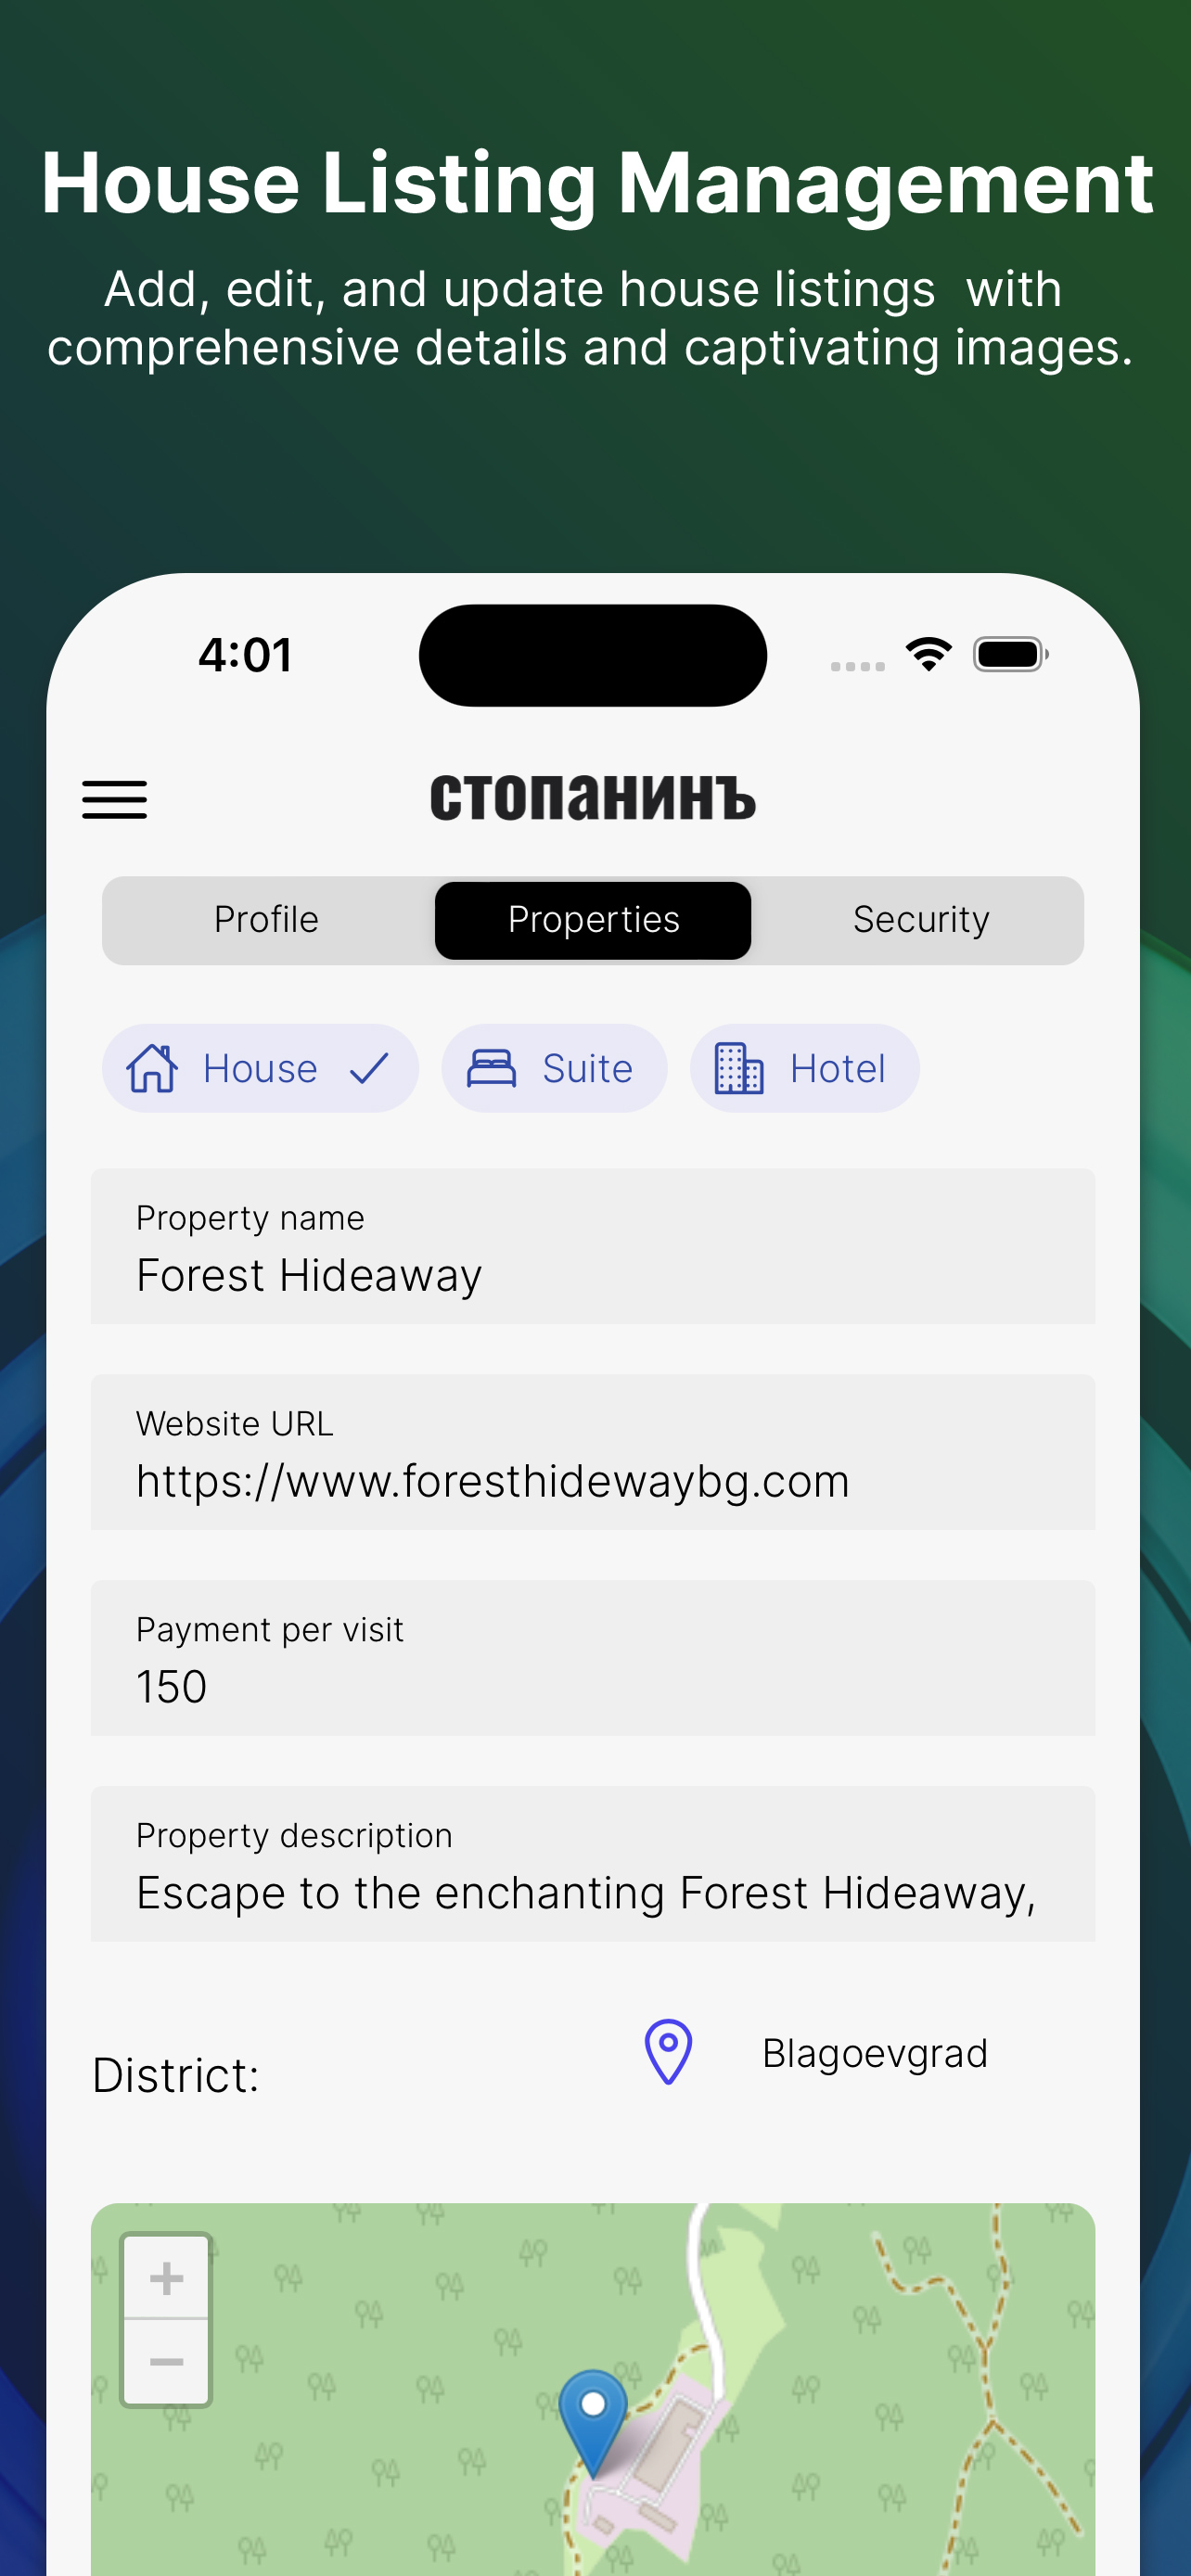 House Listing Management
Add, edit, and update house listings  with
comprehensive details and captivating images.
4:01
стопанинъ
Profile
Properties
Security
House
Suite
Hotel
Property name
Forest Hideaway
Website URL
https://www.foresthidewaybg.com
Payment per visit
150
Property description
Escape to the enchanting Forest Hideaway,
District:
Blagoevgrad
+
−